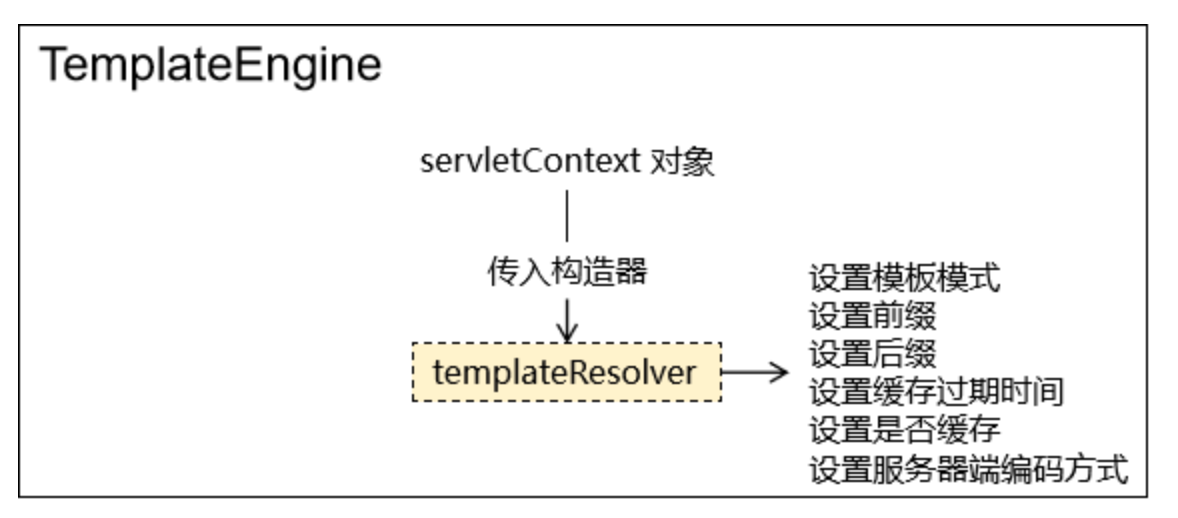 TemplateEngine
servletContext 对象
传入构造器
templateResolver
设置模板模式
设置前缀
设置后缀
设置缓存过期时间
设置是否缓存
设置服务器端编码方式